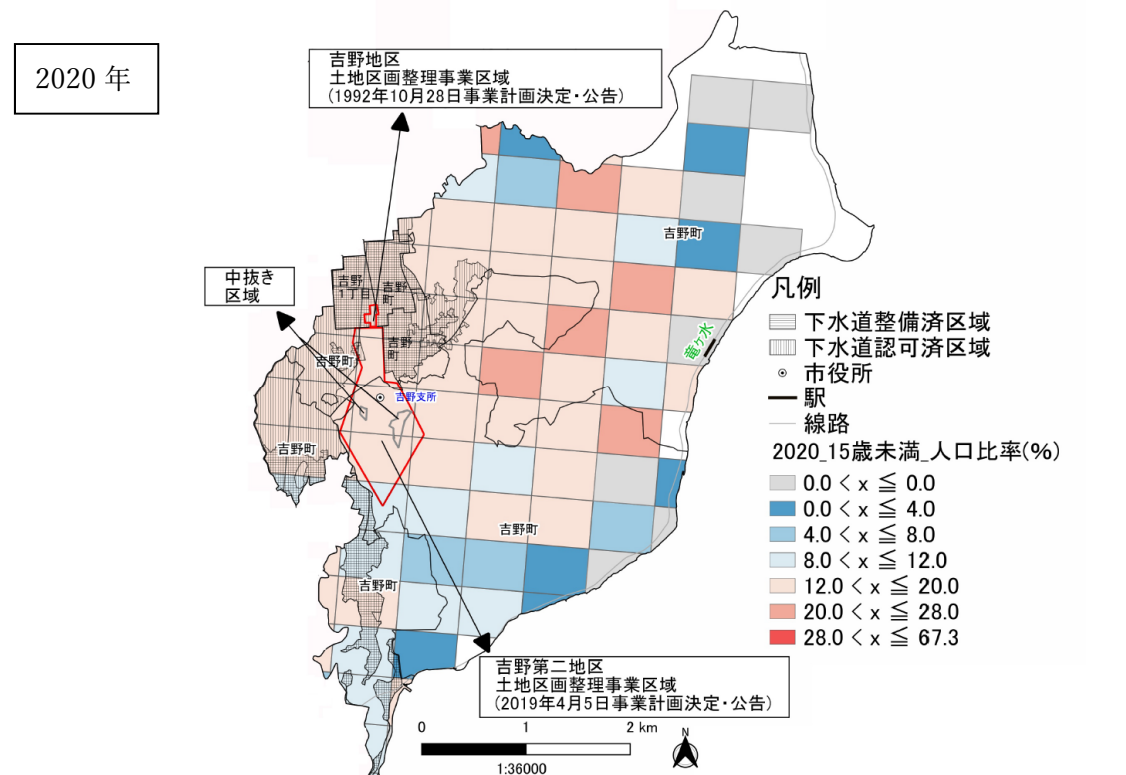 2020 年
吉野地区
土地区画整理事業区域
(1992年10月28日事業計画決定・公告)
吉野町
中抜き
区域
吉野
1丁目
吉野
町
吉野
町
吉野町
竜ヶ水
吉野支所
吉野町
吉野町
吉野町
凡例
下水道整備済区域
下水道認可済区域
市役所
駅
線路
2020_15歳未満_人口比率(%)
0.0 < x ≦ 0.0
0.0 < x ≦ 4.0
4.0 < x ≦ 8.0
8.0 < x ≦ 12.0
12.0 < x ≦ 20.0
20.0 < x ≦ 28.0
28.0 < x ≦ 67.3
吉野第二地区
土地区画整理事業区域
(2019年4月5日事業計画決定・公告)
0 1 2 km
1:36000
N